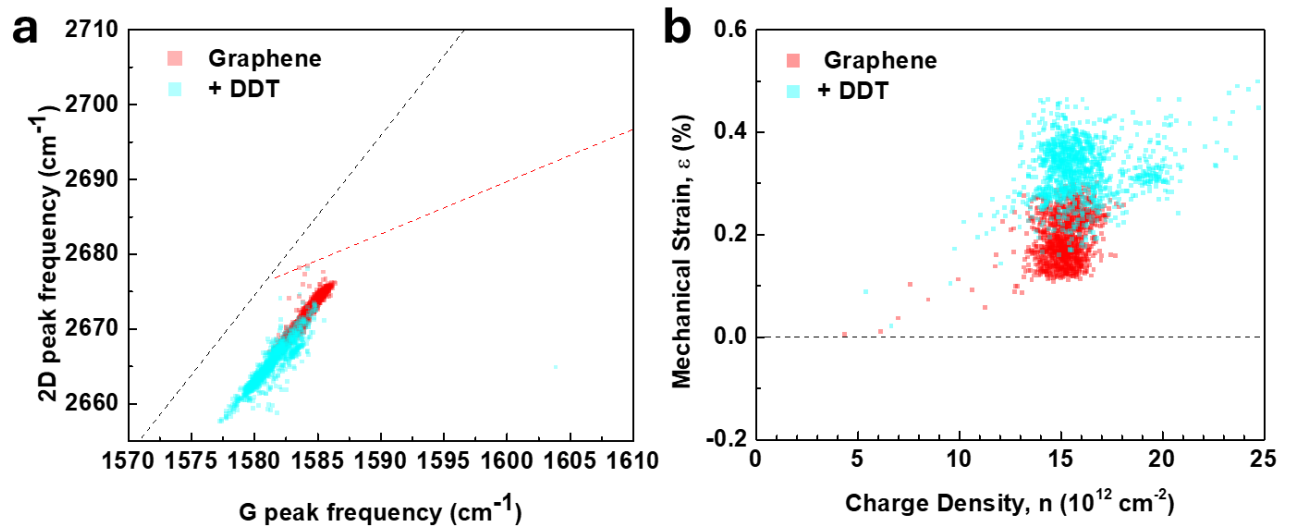 a
2710
2700
2690
2680
2670
2660
2D peak frequency (cm-1)
Graphene
+ DDT
1570 1575 1580 1585 1590 1595 1600 1605 1610
G peak frequency (cm-1)
b
0.6
0.4
0.2
0.0
-0.2
Mechanical Strain, ε (%)
Graphene
+ DDT
0 5 10 15 20 25
Charge Density, n (10¹² cm⁻²)